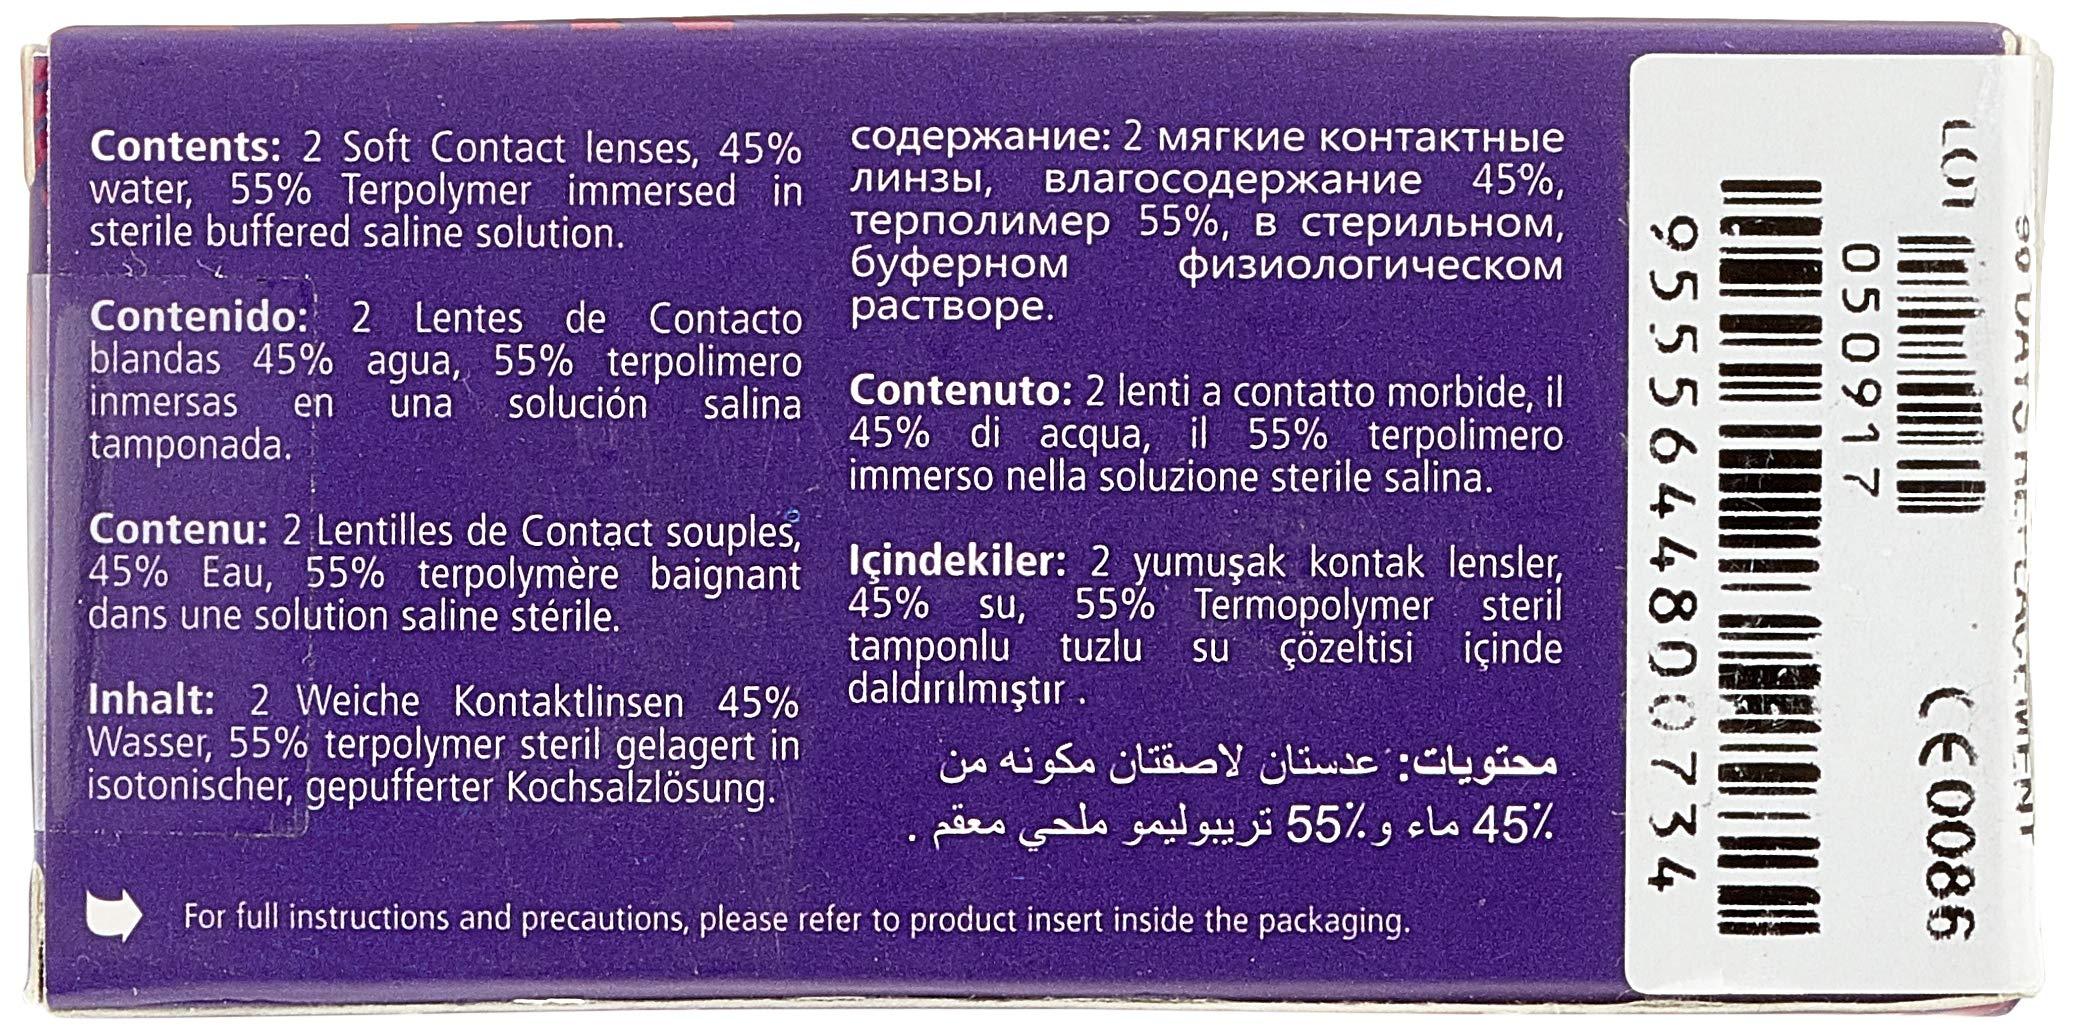 Contents: 2 Soft Contact lenses, 45%
water, 55% Terpolymer immersed in
sterile buffered saline solution.
Contenido: 2 Lentes de Contacto
blandas 45% agua, 55% terpolimero
inmersas en una solución salina
tamponada.
Contenu: 2 Lentilles de Contact souples,
45% Eau, 55% terpolymère baignant
dans une solution saline stérile.
Inhalt: 2 Weiche Kontaktlinsen 45%
Wasser, 55% terpolymer steril gelagert in
isotonischer, gepufferter Kochsalzlösung.
содержание: 2 мягкие контактные
линзы, влагосодержание 45%,
терполимер 55%, в стерильном,
буферном физиологическом
растворе.
Contenuto: 2 lenti a contatto morbide, il
45% di acqua, il 55% terpolimero
immerso nella soluzione sterile salina.
Içindekiler: 2 yumuşak kontak lensler,
45% su, 55% Termopolymer steril
tamponlu tuzlu su çözeltisi içinde
daldırılmıştır .
محتويات: عدستان لاصقتان مكونه من
45٪ ماء و 55٪ تريبوليمو ملحي معقم .
For full instructions and precautions, please refer to product insert inside the packaging.
9555644800734
050917
LOT
CE0086
90 DAYS REPLACEMENT